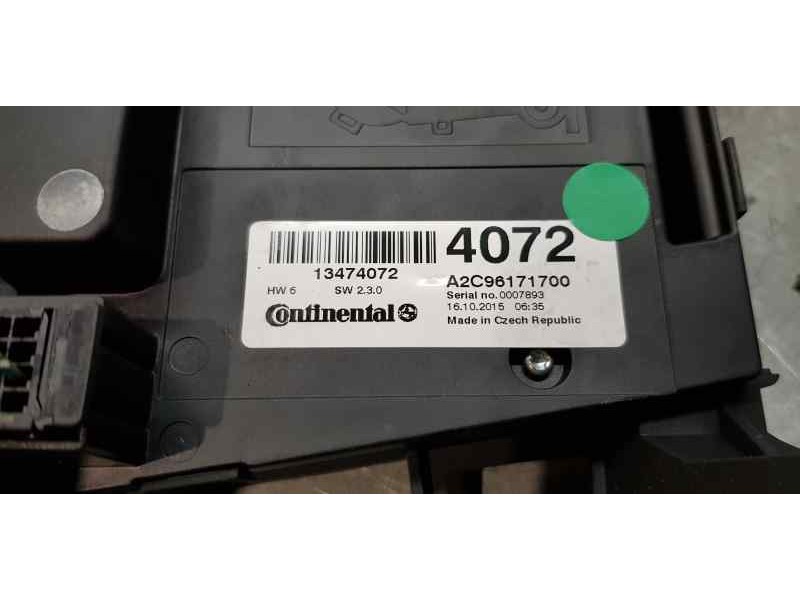 4072
13474072
A2C96171700
HW 6 SW 2.3.0
Serial no. 0007893
16.10.2015 06:35
Continental
Made in Czech Republic